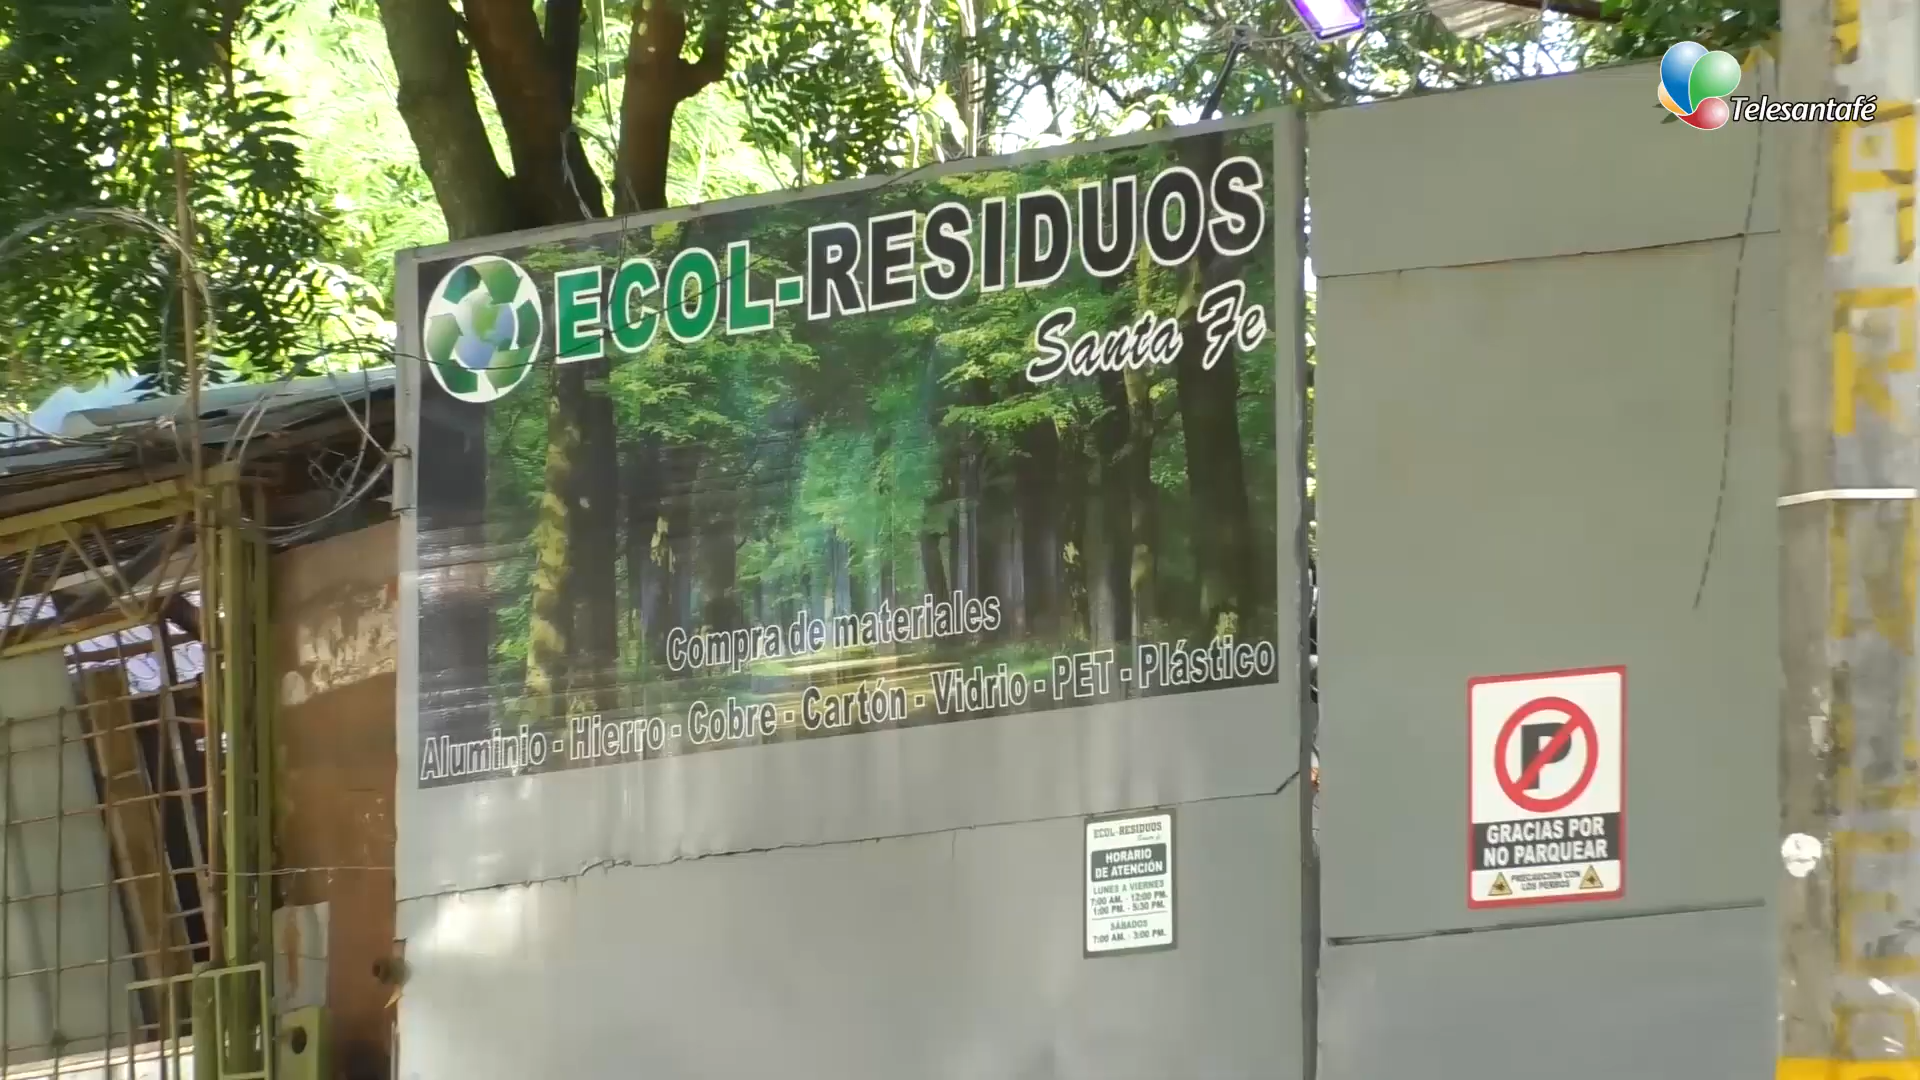 Telesantafé
ECOL-RESIDUOS
Santa Fe
Compra de materiales
Aluminio - Hierro - Cobre - Cartón - Vidrio - PET - Plástico
ECOL-RESIDUOS
Santa Fe
HORARIO
DE ATENCIÓN
LUNES A VIERNES
7:00 AM. - 12:00 PM.
1:00 PM. - 5:30 PM.
SÁBADOS
7:00 AM. - 3:00 PM.
P
GRACIAS POR
NO PARQUEAR
PRECAUCIÓN CON
LOS PERROS